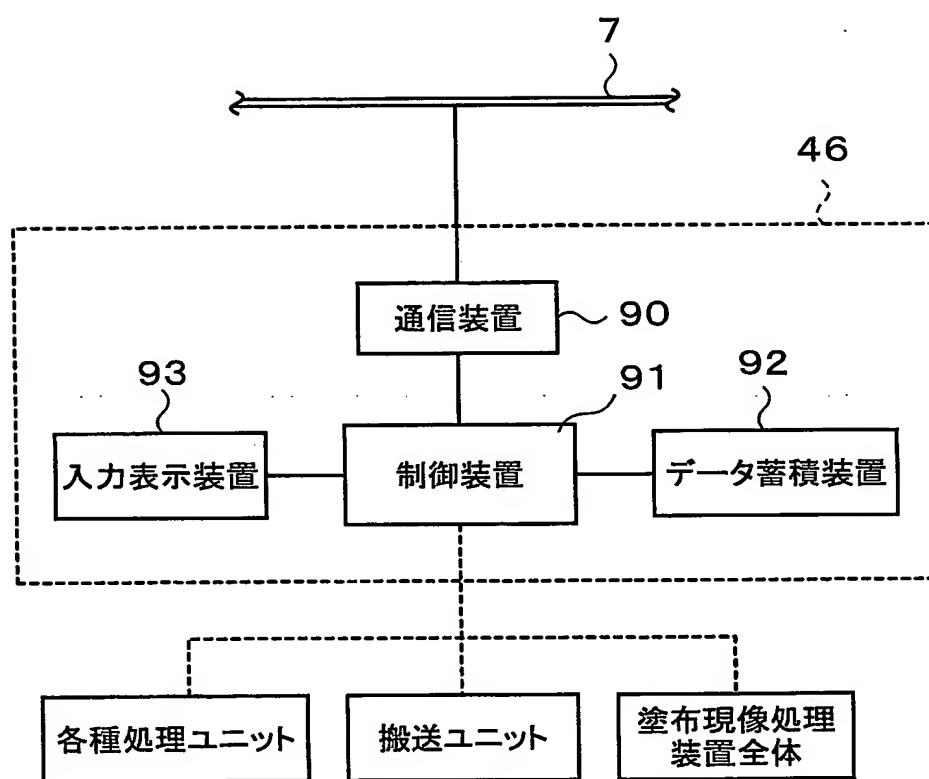 7
46
通信装置
90
93
91
92
入力表示装置
制御装置
データ蓄積装置
各種処理ユニット
搬送ユニット
塗布現像処理
装置全体